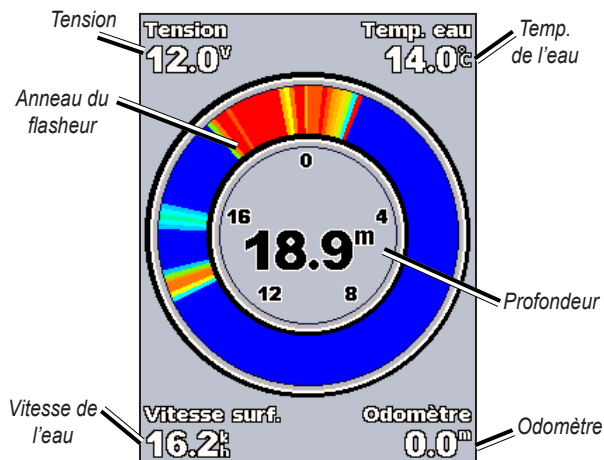 Tension
Temp.
de l'eau
Anneau du
flasheur
Tension
12.0V
Temp. eau
14.0°C
0
16
4
18.9m
12
8
Profondeur
Vitesse de
l'eau
Vitesse surf.
16.2k/h
Odomètre
0.0m
Odomètre